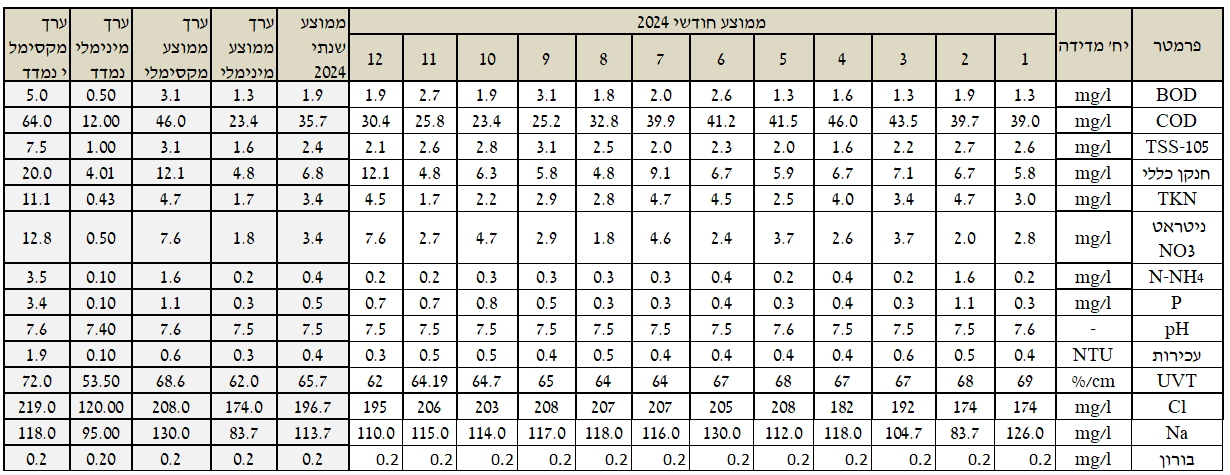 פרמטר יח' מדידה ממוצע חודשי 2024 ממוצע שנתי 2024 ערך ממוצע מינימלי ערך ממוצע מקסימלי ערך מינימלי נמדד ערך מקסימל י נמדד
1 2 3 4 5 6 7 8 9 10 11 12
BOD mg/l 1.3 1.9 1.3 1.6 1.3 2.6 2.0 1.8 3.1 1.9 2.7 1.9 1.9 1.3 3.1 0.50 5.0
COD mg/l 39.0 39.7 43.5 46.0 41.5 41.2 39.9 32.8 25.2 23.4 25.8 30.4 35.7 23.4 46.0 12.00 64.0
TSS-105 mg/l 2.6 2.7 2.2 1.6 2.0 2.3 2.0 2.5 3.1 2.8 2.6 2.1 2.4 1.6 3.1 1.00 7.5
חנקן כללי mg/l 5.8 6.7 7.1 6.7 5.9 6.7 9.1 4.8 5.8 6.3 4.8 12.1 6.8 4.8 12.1 4.01 20.0
TKN mg/l 3.0 4.7 3.4 4.0 2.5 4.5 4.7 2.8 2.9 2.2 1.7 4.5 3.4 1.7 4.7 0.43 11.1
ניטראט NO3 mg/l 2.8 2.0 3.7 2.6 3.7 2.4 4.6 1.8 2.9 4.7 2.7 7.6 3.4 1.8 7.6 0.50 12.8
N-NH4 mg/l 0.2 1.6 0.2 0.4 0.2 0.4 0.3 0.3 0.3 0.3 0.2 0.2 0.4 0.2 1.6 0.10 3.5
P mg/l 0.3 1.1 0.3 0.4 0.3 0.4 0.3 0.3 0.5 0.8 0.7 0.7 0.5 0.3 1.1 0.10 3.4
pH - 7.6 7.5 7.5 7.5 7.6 7.5 7.5 7.5 7.5 7.5 7.5 7.5 7.5 7.5 7.6 7.40 7.6
עכירות NTU 0.4 0.5 0.6 0.4 0.3 0.4 0.4 0.5 0.4 0.5 0.5 0.3 0.4 0.3 0.6 0.10 1.9
UVT %/cm 69 68 67 67 68 67 64 64 65 64.7 64.19 62 65.7 62.0 68.6 53.50 72.0
Cl mg/l 174 174 192 182 208 205 207 207 208 203 206 195 196.7 174.0 208.0 120.00 219.0
Na mg/l 126.0 83.7 104.7 118.0 112.0 130.0 116.0 118.0 117.0 114.0 115.0 110.0 113.7 83.7 130.0 95.00 118.0
בורון mg/l 0.2 0.2 0.2 0.2 0.2 0.2 0.2 0.2 0.2 0.2 0.2 0.2 0.2 0.2 0.2 0.20 0.2